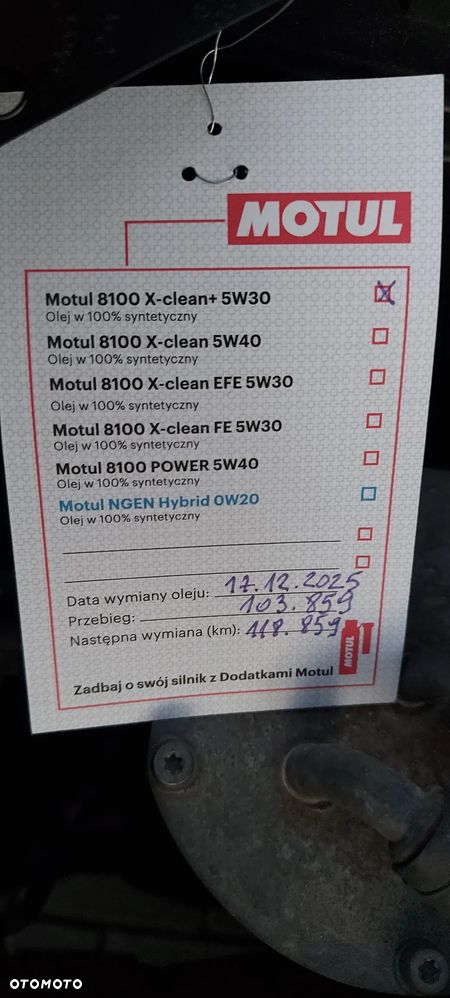 MOTUL
Motul 8100 X-clean+ 5W30
Olej w 100% syntetyczny
Motul 8100 X-clean 5W40
Olej w 100% syntetyczny
Motul 8100 X-clean EFE 5W30
Olej w 100% syntetyczny
Motul 8100 X-clean FE 5W30
Olej w 100% syntetyczny
Motul 8100 POWER 5W40
Olej w 100% syntetyczny
Motul NGEN Hybrid 0W20
Olej w 100% syntetyczny
Data wymiany oleju: 17.12.2025
Przebieg: 103.859
Następna wymiana (km): 118.859
Zadbaj o swój silnik z Dodatkami Motul
MOTUL
OTOMOTO